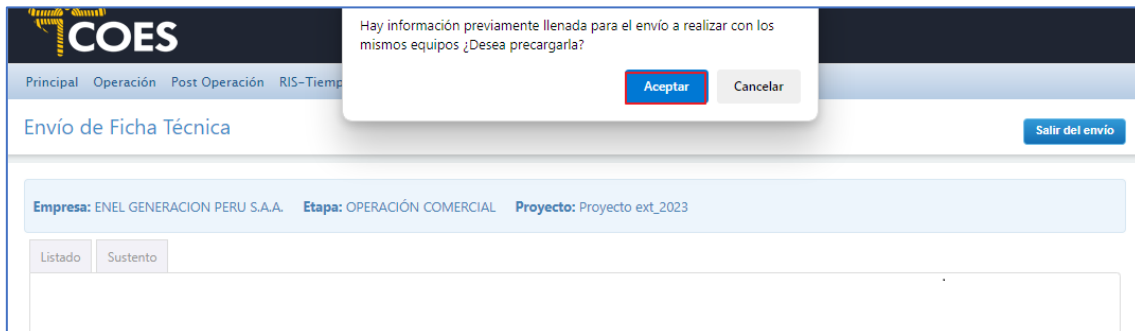 COES
Hay información previamente llenada para el envío a realizar con los
mismos equipos ¿Desea precargarla?
Aceptar Cancelar
Principal Operación Post Operación RIS-Tiemp
Envío de Ficha Técnica
Salir del envío
Empresa: ENEL GENERACION PERU S.A.A. Etapa: OPERACIÓN COMERCIAL Proyecto: Proyecto ext_2023
Listado Sustento